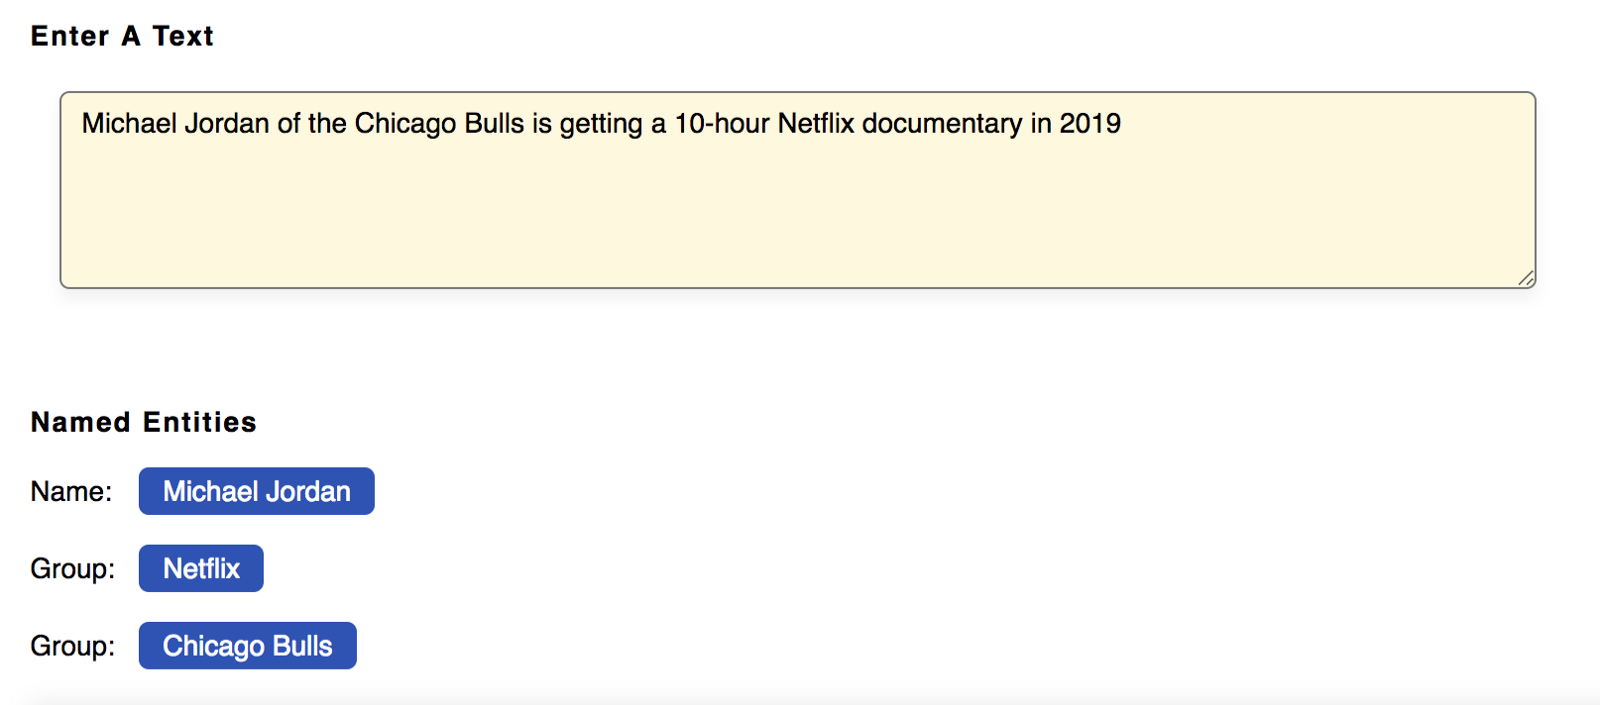 Enter A Text
Michael Jordan of the Chicago Bulls is getting a 10-hour Netflix documentary in 2019
Named Entities
Name: Michael Jordan
Group: Netflix
Group: Chicago Bulls